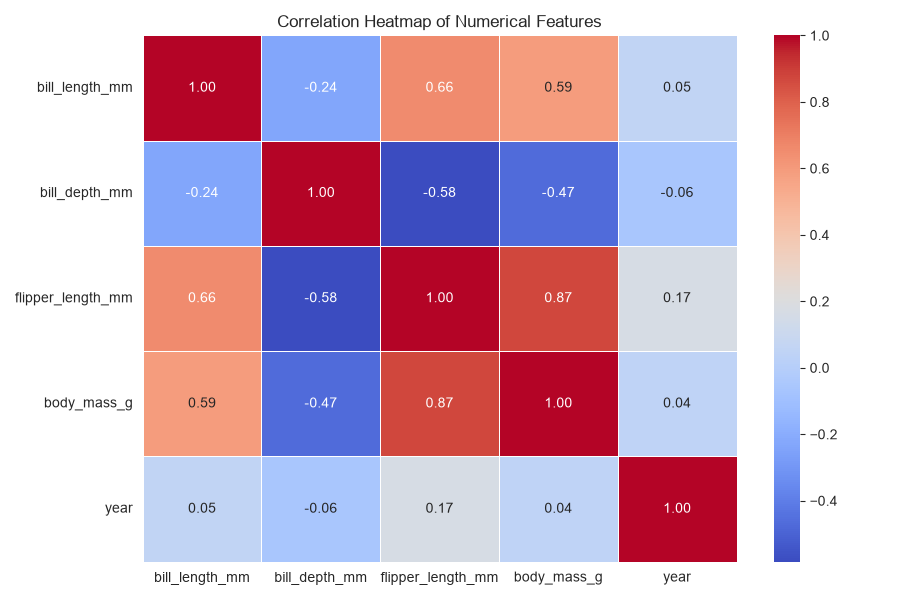 Correlation Heatmap of Numerical Features
bill_length_mm 1.00 -0.24 0.66 0.59 0.05
bill_depth_mm -0.24 1.00 -0.58 -0.47 -0.06
flipper_length_mm 0.66 -0.58 1.00 0.87 0.17
body_mass_g 0.59 -0.47 0.87 1.00 0.04
year 0.05 -0.06 0.17 0.04 1.00
bill_length_mm bill_depth_mm flipper_length_mm body_mass_g year
1.0
0.8
0.6
0.4
0.2
0.0
−0.2
−0.4